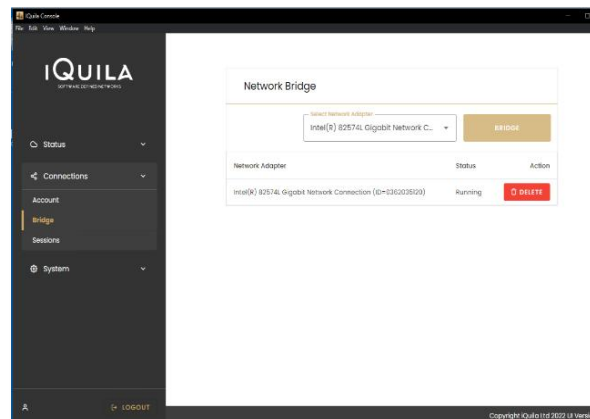 iQuila Console
File Edit View Window Help
iQUILA
SOFTWARE DEFINED NETWORKS
Status
Connections
Account
Bridge
Sessions
System
LOGOUT
Network Bridge
Select Network Adapter
Intel(R) 82574L Gigabit Network C...
BRIDGE
Network Adapter Status Action
Intel(R) 82574L Gigabit Network Connection (ID=3362035120) Running DELETE
Copyright iQuila Ltd 2022 UI Versi